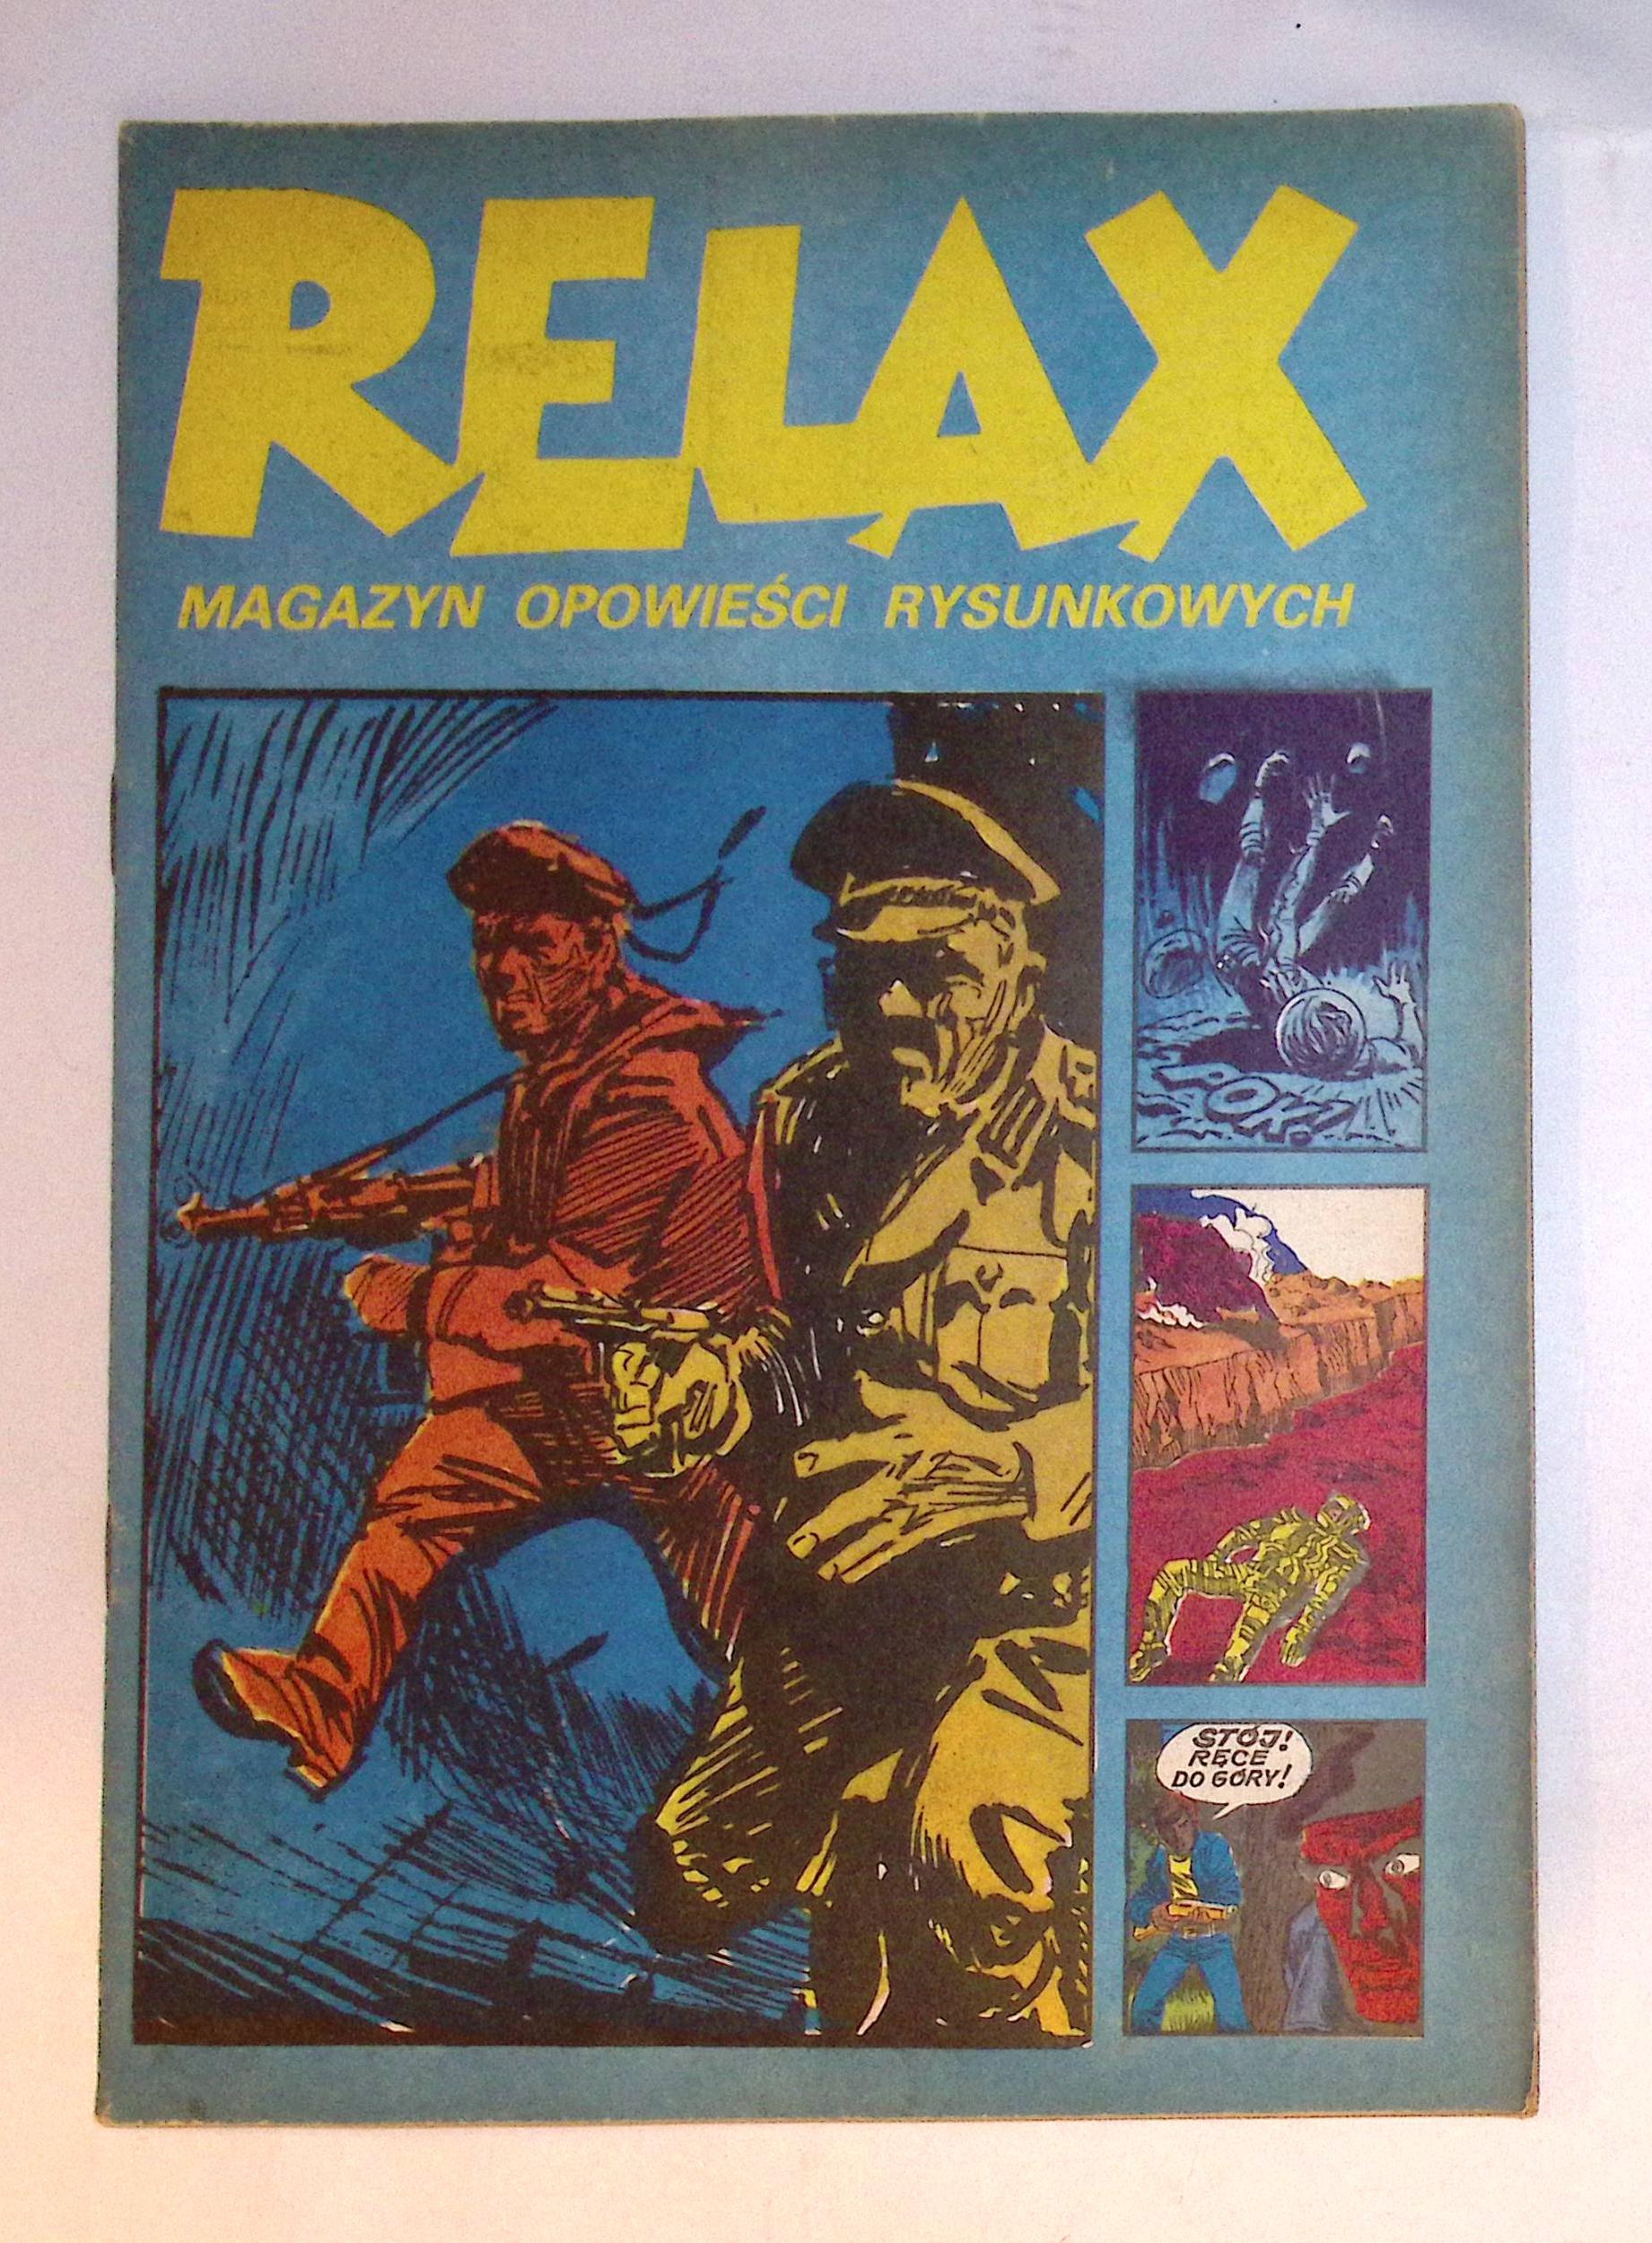 RELAX
MAGAZYN OPOWIEŚCI RYSUNKOWYCH
POK!
STÓJ!
RĘCE
DO GÓRY!